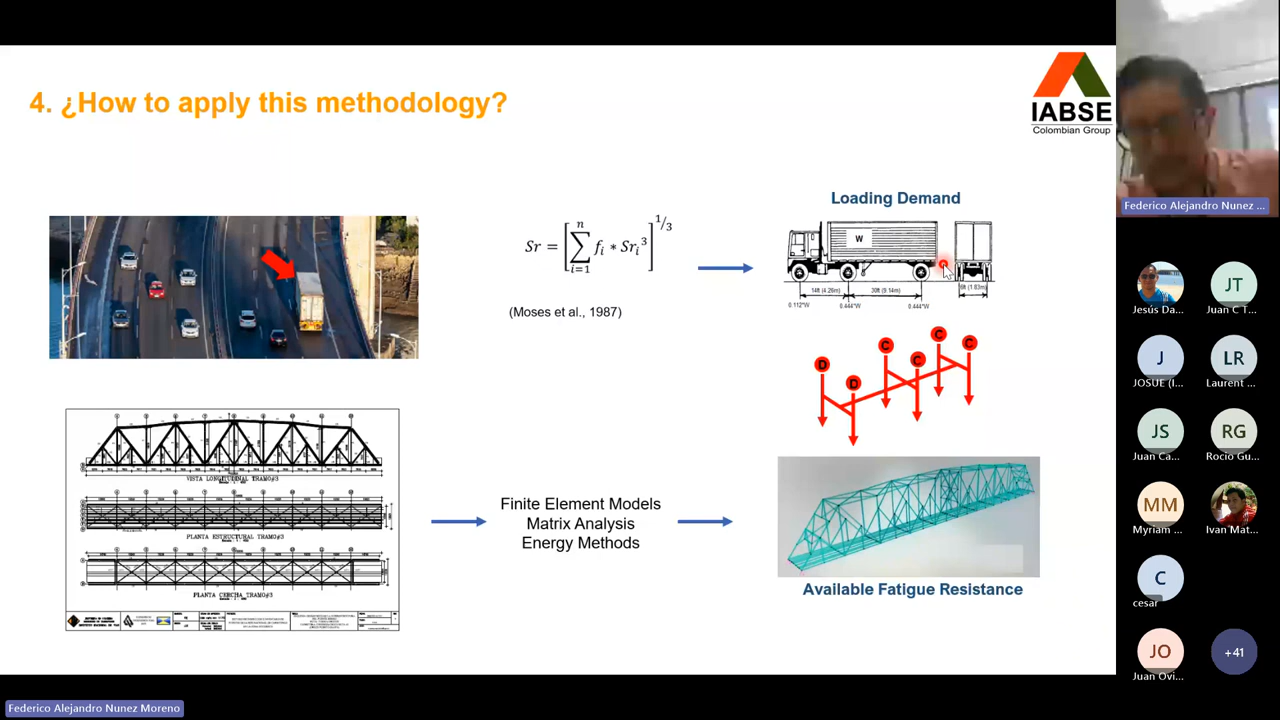 4. ¿How to apply this methodology?
IABSE
Colombian Group
Federico Alejandro Nunez ...
Loading Demand
Sr = [∑ fi * Sri³]^1/3
n
i=1
(Moses et al., 1987)
W
14ft (4.26m)
30ft (9.14m)
6ft (1.83m)
0.112*W
0.444*W
0.444*W
D
D
C
C
C
C
VISTA LONGITUDINAL TRAMO#3
PLANTA ESTRUCTURAL TRAMO#3
PLANTA CERCHA TRAMO#3
Finite Element Models
Matrix Analysis
Energy Methods
Available Fatigue Resistance
Jesús Da...
JT
Juan C T...
J
JOSUE (I...
LR
Laurent ...
JS
Juan Ca...
RG
Rocio Gu...
MM
Myriam ...
Ivan Mat...
C
cesar
JO
Juan Ovi...
+41
Federico Alejandro Nunez Moreno